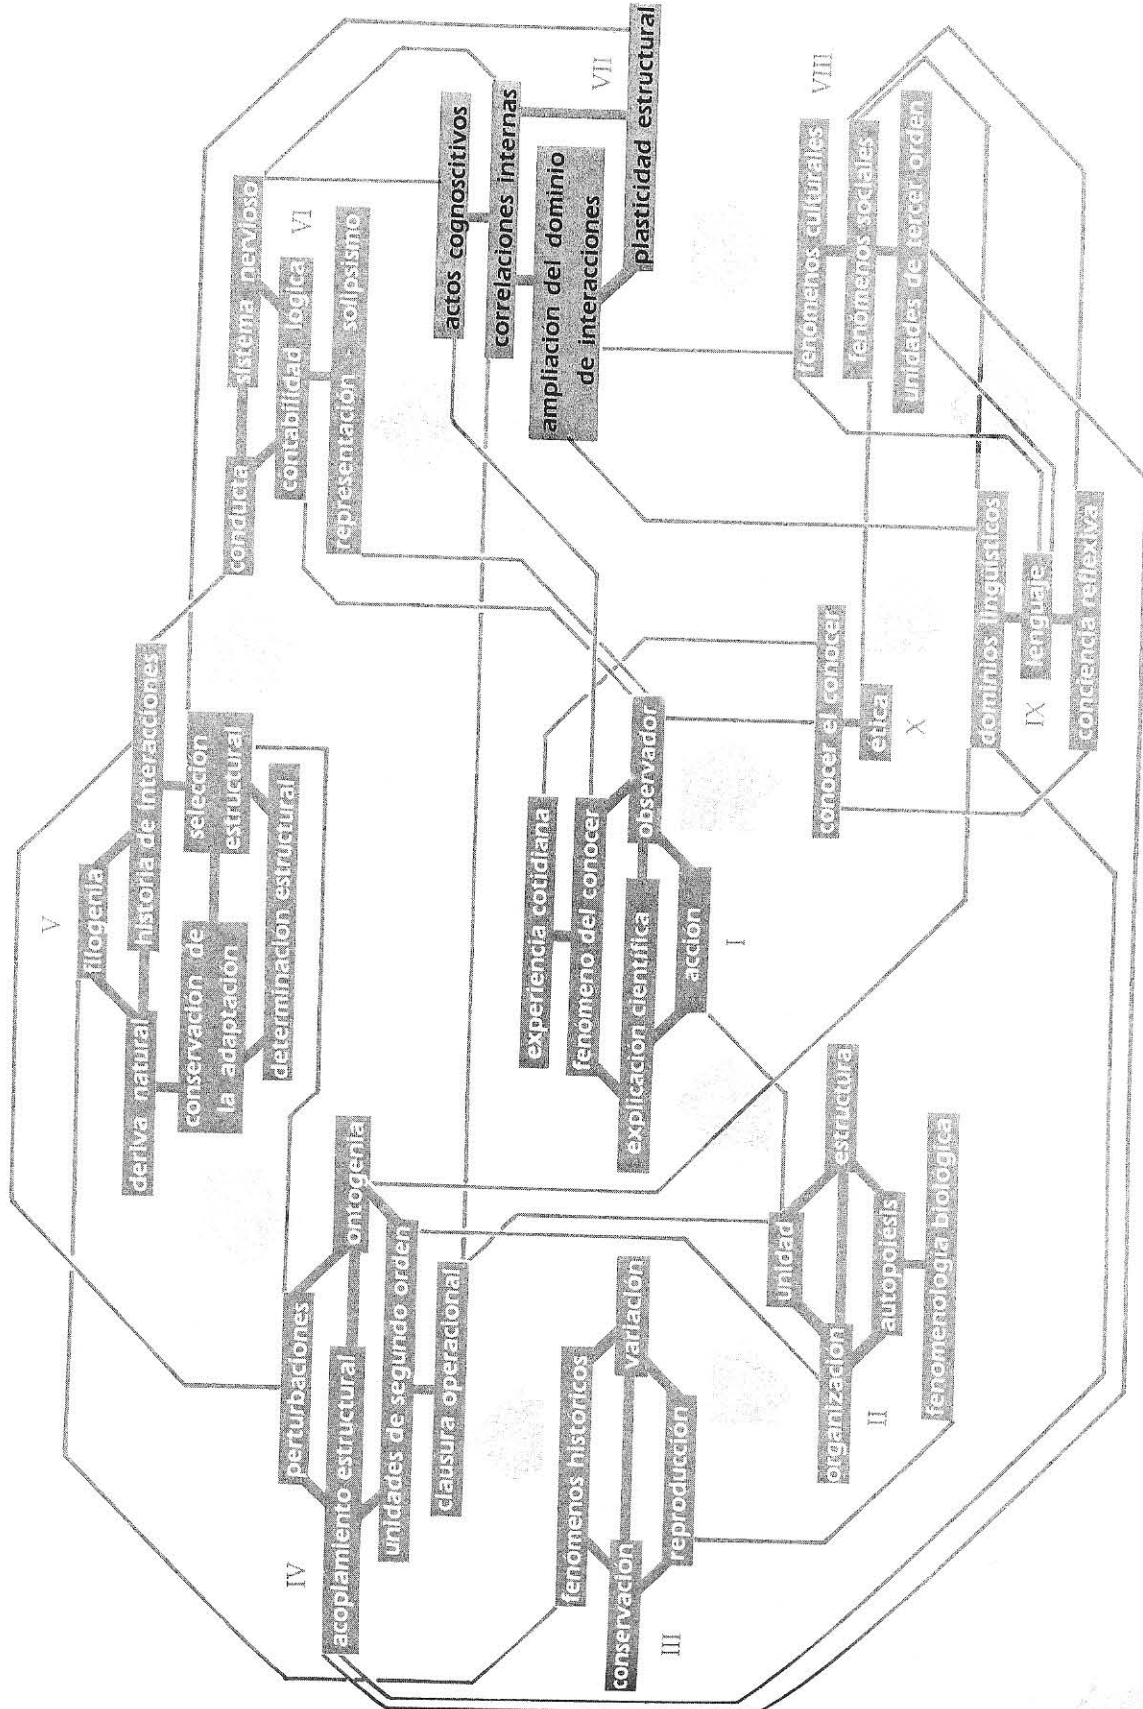 V
filogenia
deriva natural
historia de interacciones
conservación de
la adaptación
selección
estructural
determinación estructural
conducta
sistema nervioso
contabilidad lógica
VI
representación - solipsismo
IV
perturbaciones
ontogenia
acoplamiento estructural
unidades de segundo orden
clausura operacional
experiencia cotidiana
fenómeno del conocer
explicación científica
observador
acción
I
actos cognoscitivos
correlaciones internas
ampliación del dominio
de interacciones
plasticidad estructural
VII
fenómenos históricos
conservación
variación
reproducción
III
unidad
organización
estructura
autopoiesis
fenomenología biológica
II
conocer el conocer
ética
X
VIII
fenómenos culturales
fenómenos sociales
unidades de tercer orden
dominios lingüísticos
IX
lenguaje
conciencia reflexiva